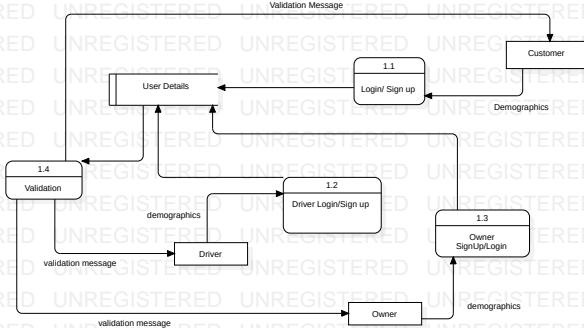 Validation Message
Customer
1.1
Login/ Sign up
User Details
Demographics
1.4
Validation
1.2
Driver Login/Sign up
demographics
1.3
Owner
SignUp/Login
Driver
validation message
Owner
demographics
validation message
UNREGISTERED